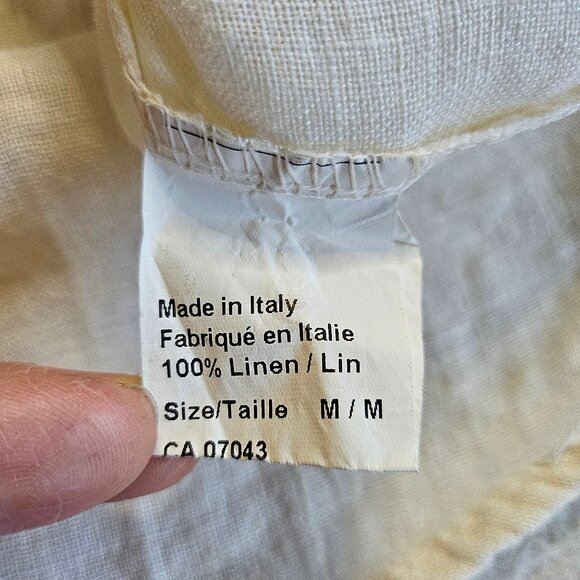 Made in Italy
Fabriqué en Italie
100% Linen / Lin
Size/Taille M / M
CA 07043